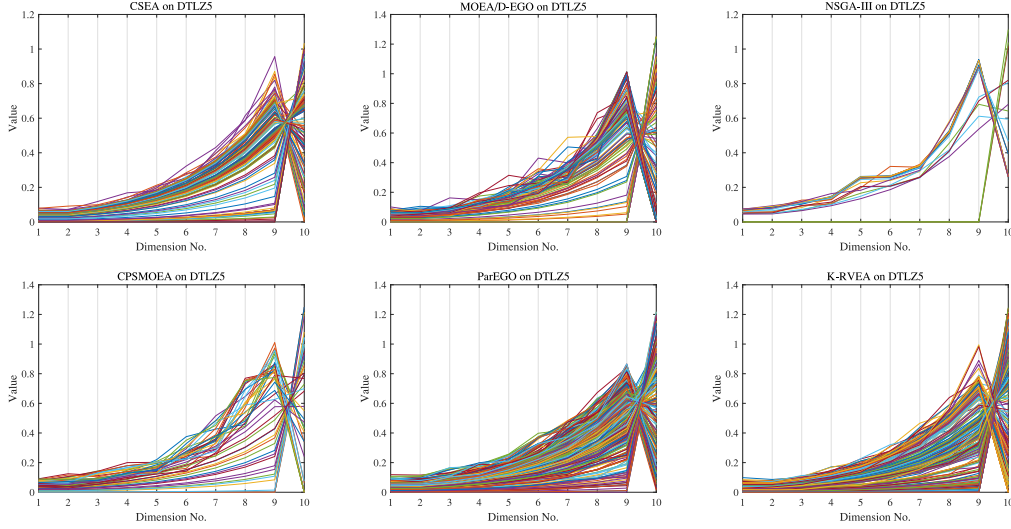 CSEA on DTLZ5
1.2
1
0.8
0.6
0.4
0.2
0
Value
1 2 3 4 5 6 7 8 9 10
Dimension No.
MOEA/D-EGO on DTLZ5
1.4
1.2
1
0.8
0.6
0.4
0.2
0
Value
1 2 3 4 5 6 7 8 9 10
Dimension No.
NSGA-III on DTLZ5
1.2
1
0.8
0.6
0.4
0.2
0
Value
1 2 3 4 5 6 7 8 9 10
Dimension No.
CPSMOEA on DTLZ5
1.4
1.2
1
0.8
0.6
0.4
0.2
0
Value
1 2 3 4 5 6 7 8 9 10
Dimension No.
ParEGO on DTLZ5
1.4
1.2
1
0.8
0.6
0.4
0.2
0
Value
1 2 3 4 5 6 7 8 9 10
Dimension No.
K-RVEA on DTLZ5
1.4
1.2
1
0.8
0.6
0.4
0.2
0
Value
1 2 3 4 5 6 7 8 9 10
Dimension No.